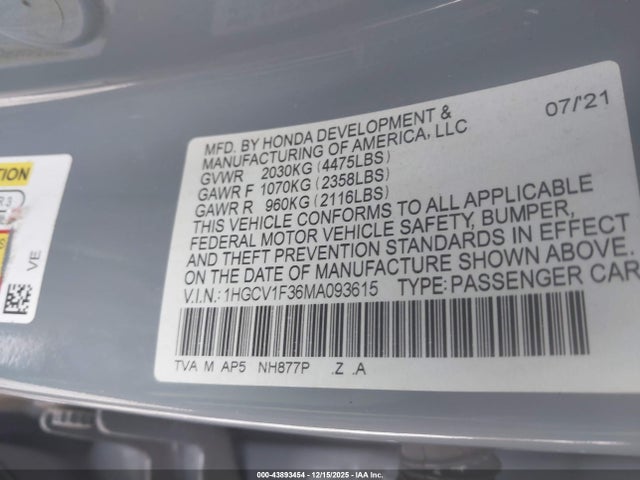 07/'21
MFD. BY HONDA DEVELOPMENT &
MANUFACTURING OF AMERICA, LLC
GVWR 2030KG (4475LBS)
GAWR F 1070KG (2358LBS)
GAWR R 960KG (2116LBS)
THIS VEHICLE CONFORMS TO ALL APPLICABLE
FEDERAL MOTOR VEHICLE SAFETY, BUMPER,
AND THEFT PREVENTION STANDARDS IN EFFECT
ON THE DATE OF MANUFACTURE SHOWN ABOVE.
V.I.N.: 1HGCV1F36MA093615 TYPE: PASSENGER CAR
TVA M AP5 NH877P .Z .A
VE
00-43893454 - 12/15/2025 - IAA Inc.